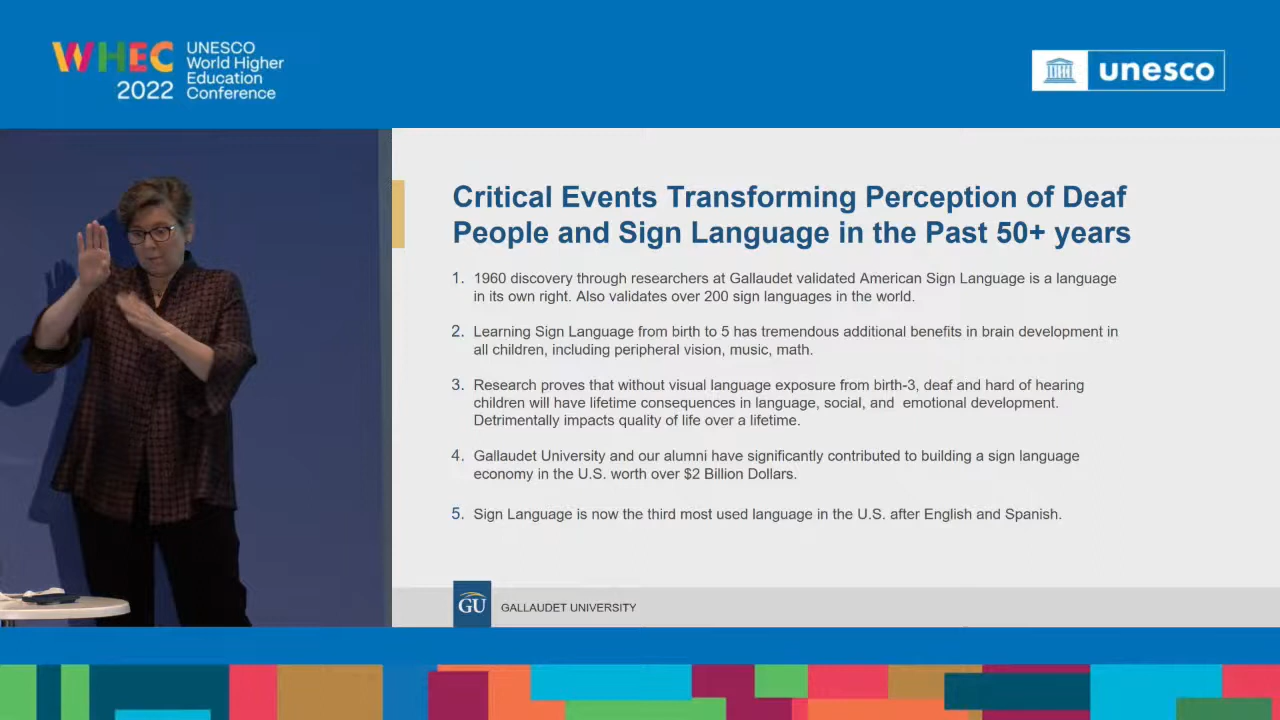 WHEC
2022
UNESCO
World Higher
Education
Conference
unesco
Critical Events Transforming Perception of Deaf
People and Sign Language in the Past 50+ years
1. 1960 discovery through researchers at Gallaudet validated American Sign Language is a language
in its own right. Also validates over 200 sign languages in the world.
2. Learning Sign Language from birth to 5 has tremendous additional benefits in brain development in
all children, including peripheral vision, music, math.
3. Research proves that without visual language exposure from birth-3, deaf and hard of hearing
children will have lifetime consequences in language, social, and emotional development.
Detrimentally impacts quality of life over a lifetime.
4. Gallaudet University and our alumni have significantly contributed to building a sign language
economy in the U.S. worth over $2 Billion Dollars.
5. Sign Language is now the third most used language in the U.S. after English and Spanish.
GU
GALLAUDET UNIVERSITY